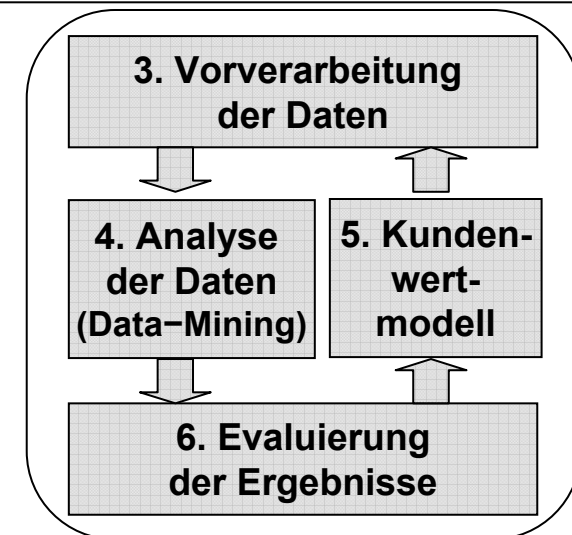 3. Vorverarbeitung
der Daten
4. Analyse
der Daten
(Data−Mining)
5. Kunden-
wert-
modell
6. Evaluierung
der Ergebnisse